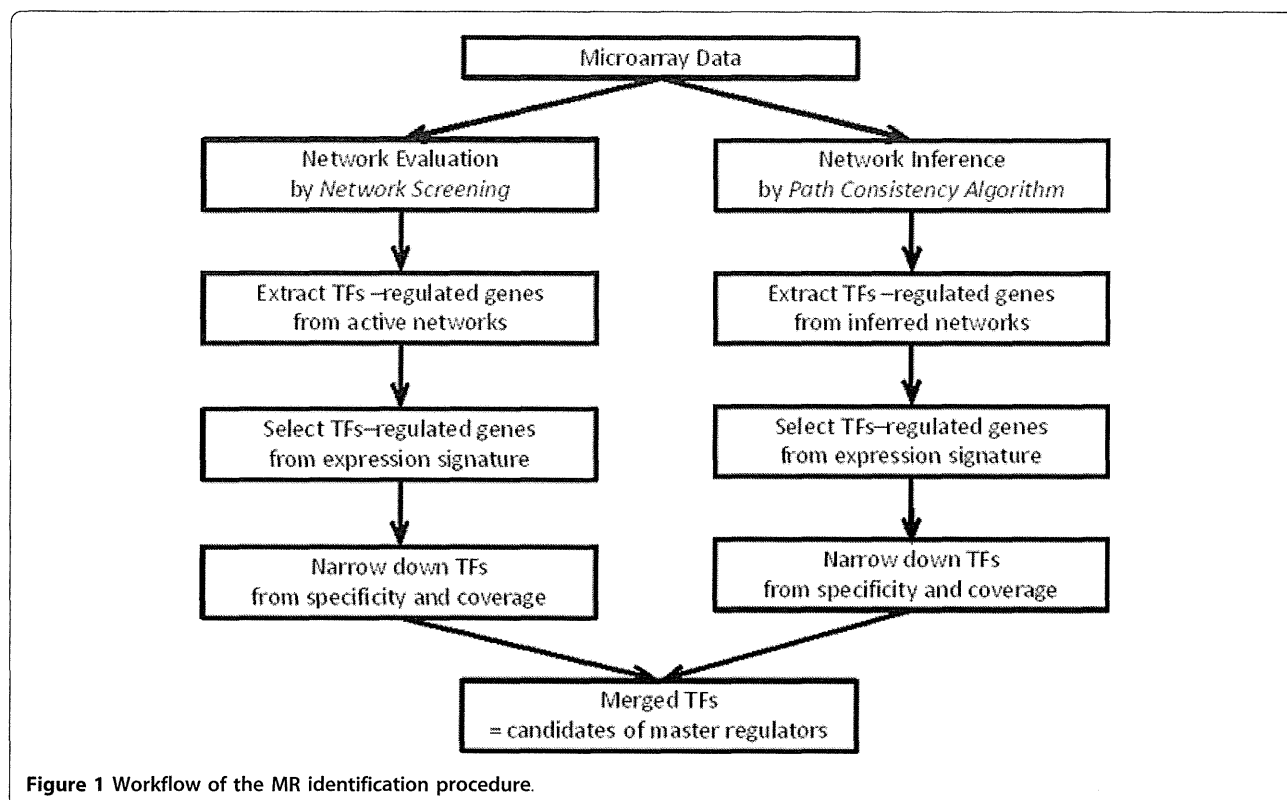 Microarray Data
Network Evaluation
by Network Screening
Network Inference
by Path Consistency Algorithm
Extract TFs–regulated genes
from active networks
Extract TFs–regulated genes
from inferred networks
Select TFs–regulated genes
from expression signature
Select TFs–regulated genes
from expression signature
Narrow down TFs
from specificity and coverage
Narrow down TFs
from specificity and coverage
Merged TFs
= candidates of master regulators
Figure 1 Workflow of the MR identification procedure.